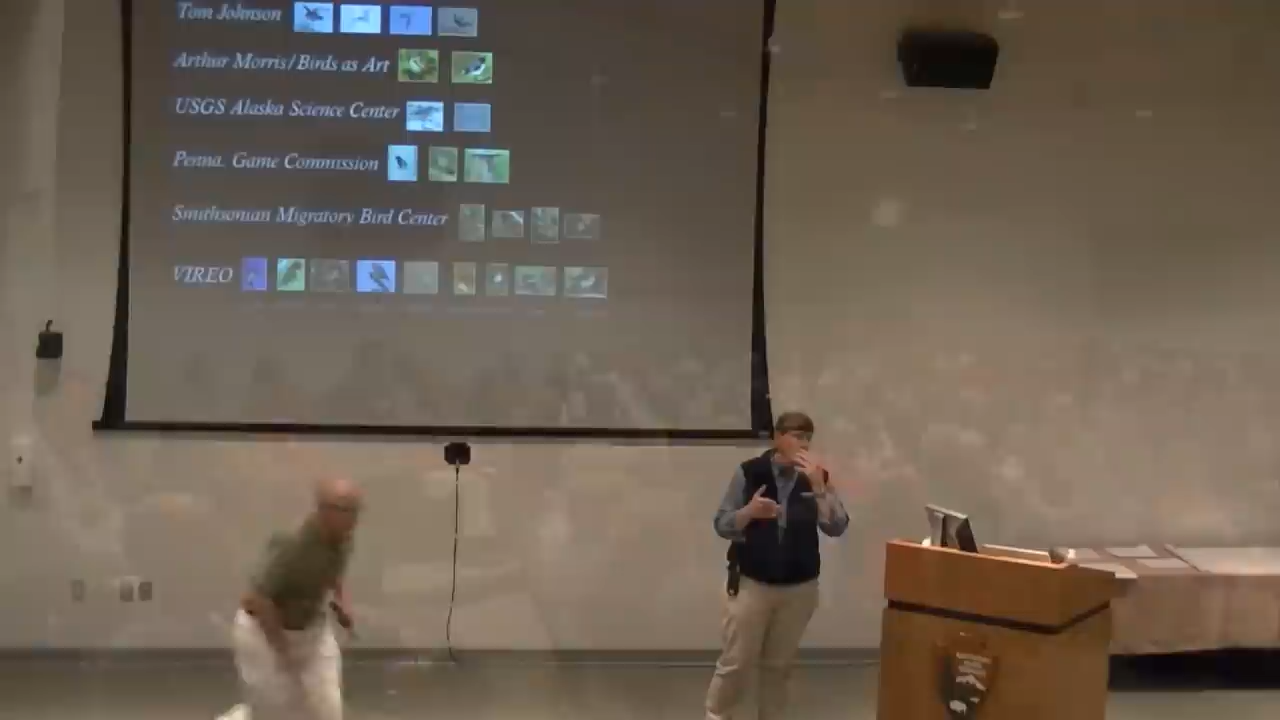 Tom Johnson
Arthur Morris/Birds as Art
USGS Alaska Science Center
Penna. Game Commission
Smithsonian Migratory Bird Center
VIREO